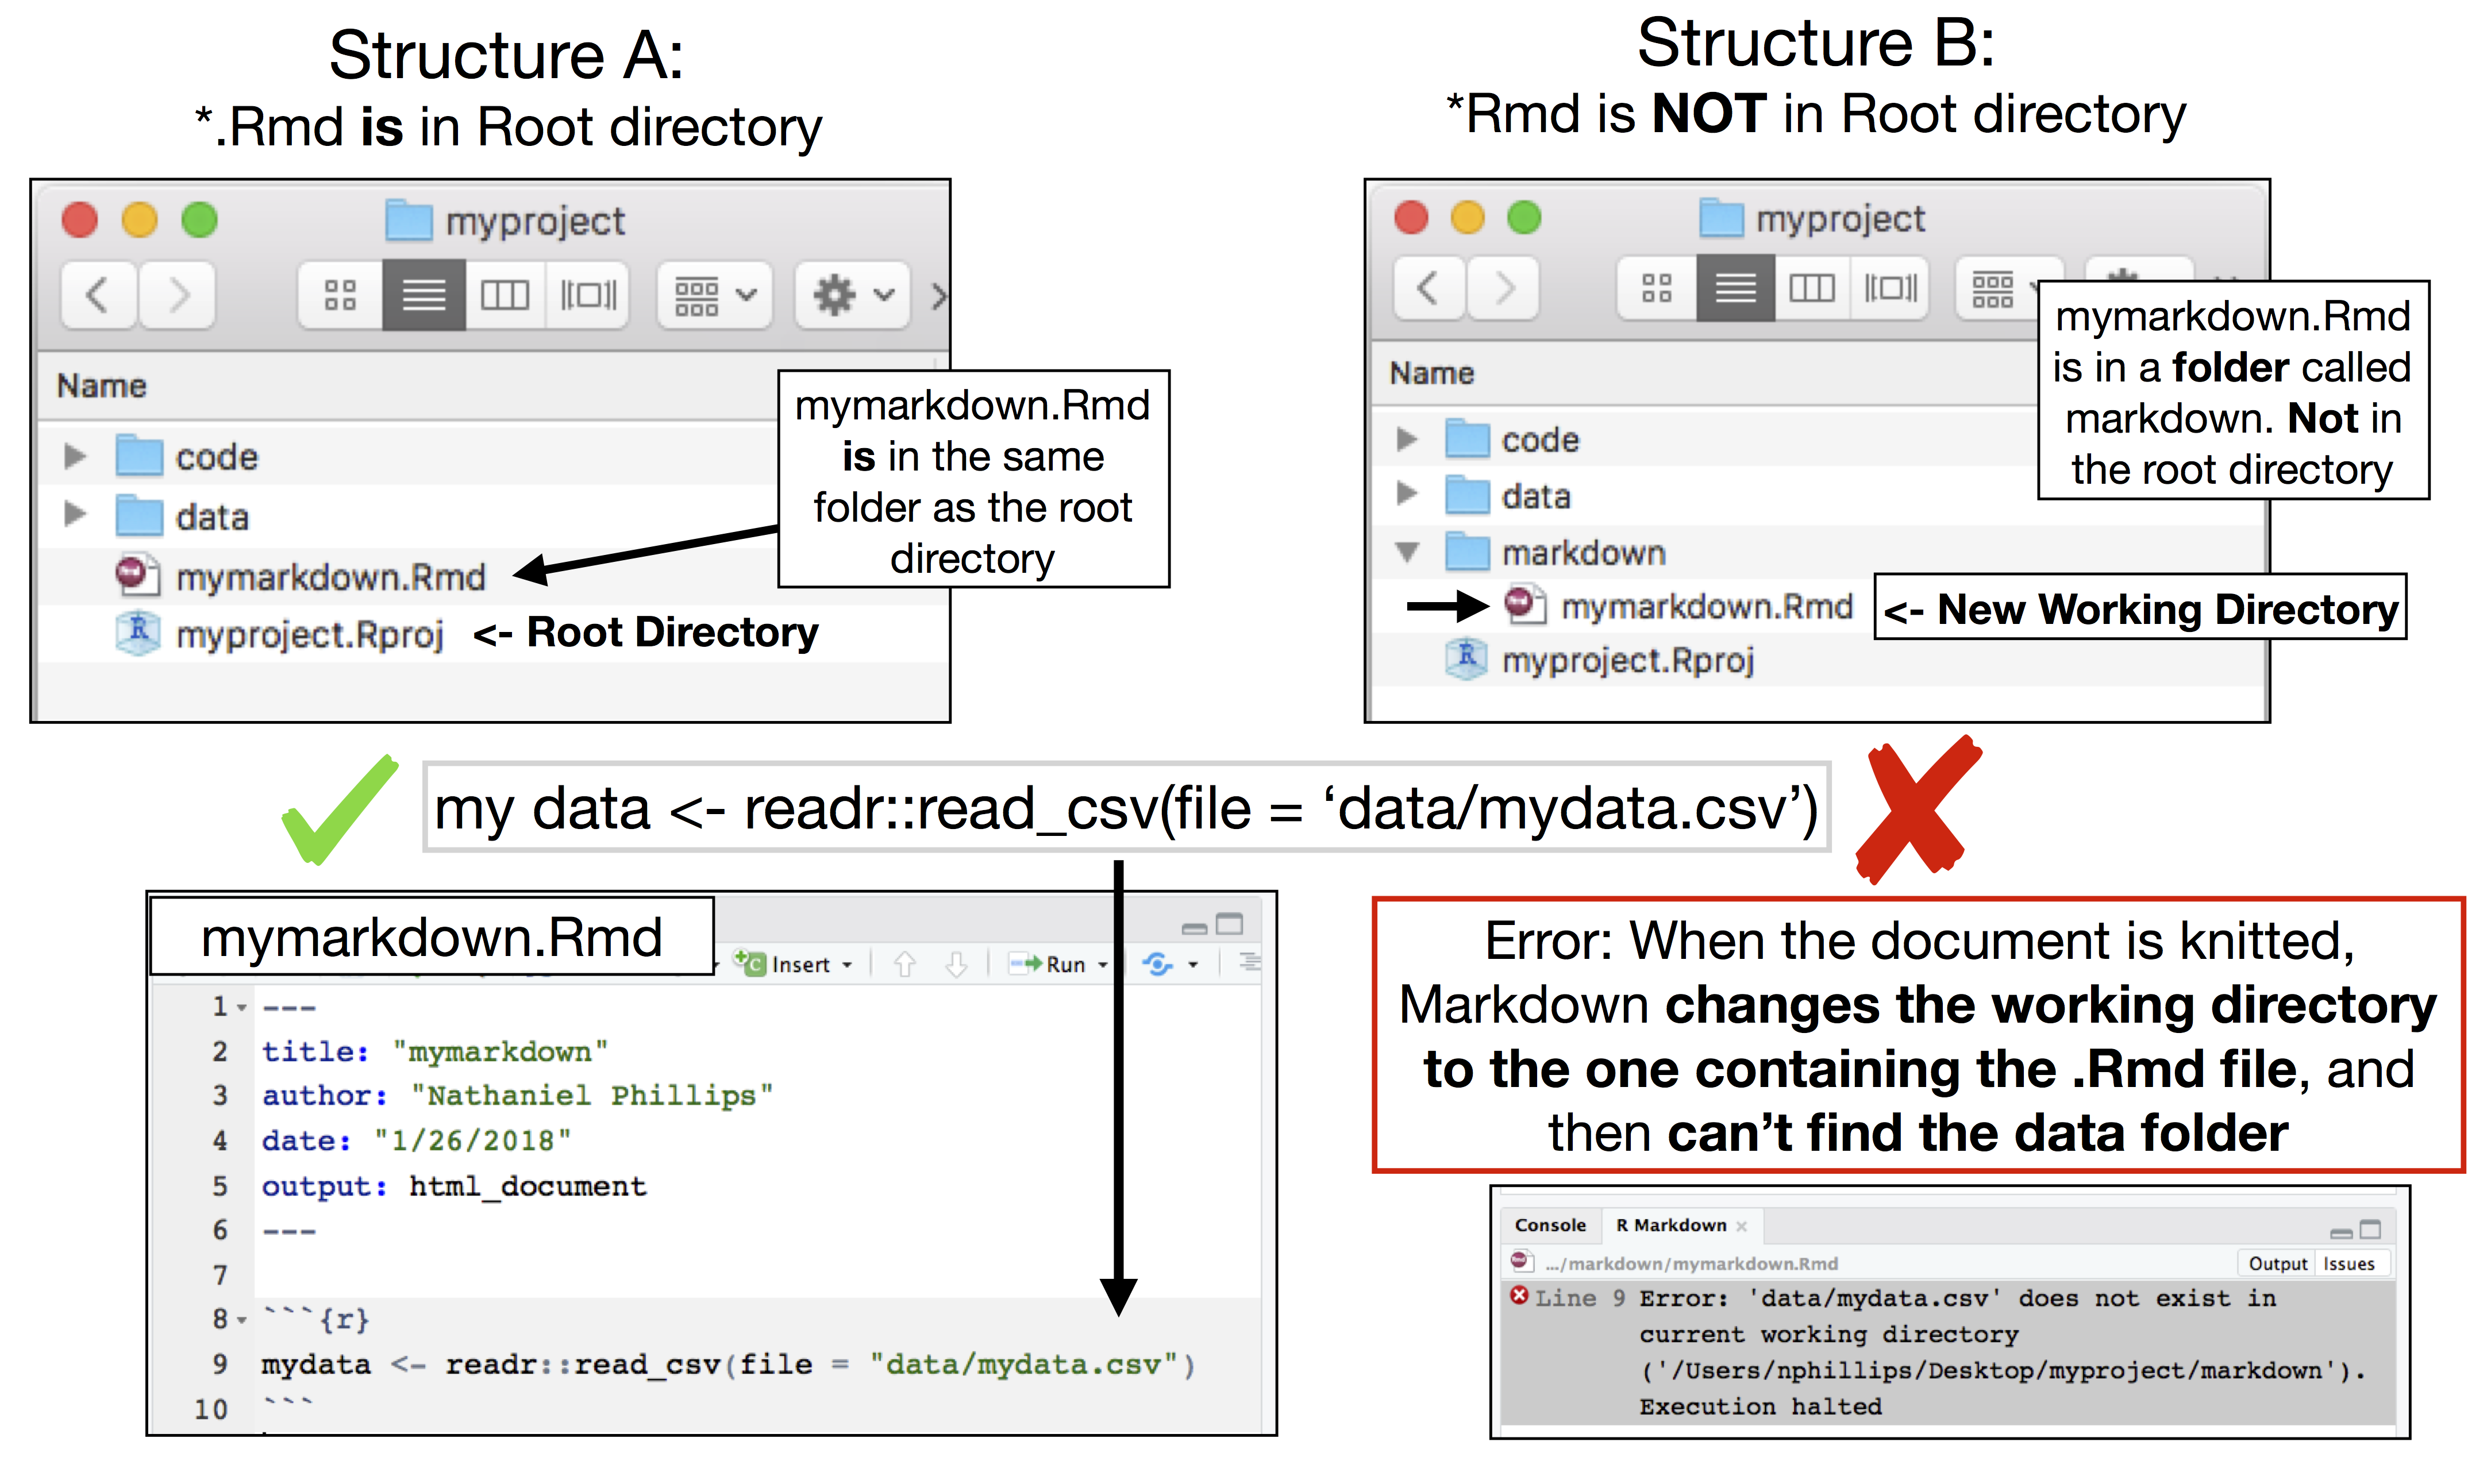 Structure A:
*.Rmd is in Root directory
myproject
Name
code
data
mymarkdown.Rmd
myproject.Rproj
<- Root Directory
mymarkdown.Rmd
is in the same
folder as the root
directory
Structure B:
*Rmd is NOT in Root directory
myproject
Name
code
data
markdown
mymarkdown.Rmd
<- New Working Directory
myproject.Rproj
mymarkdown.Rmd
is in a folder called
markdown. Not in
the root directory
my data <- readr::read_csv(file = ‘data/mydata.csv’)
mymarkdown.Rmd
Insert
Run
1 ---
2 title: "mymarkdown"
3 author: "Nathaniel Phillips"
4 date: "1/26/2018"
5 output: html_document
6 ---
7
8 ```{r}
9 mydata <- readr::read_csv(file = "data/mydata.csv")
10 ```
Error: When the document is knitted,
Markdown changes the working directory
to the one containing the .Rmd file, and
then can’t find the data folder
Console R Markdown
.../markdown/mymarkdown.Rmd
Output Issues
Line 9 Error: 'data/mydata.csv' does not exist in
current working directory
('/Users/nphillips/Desktop/myproject/markdown').
Execution halted